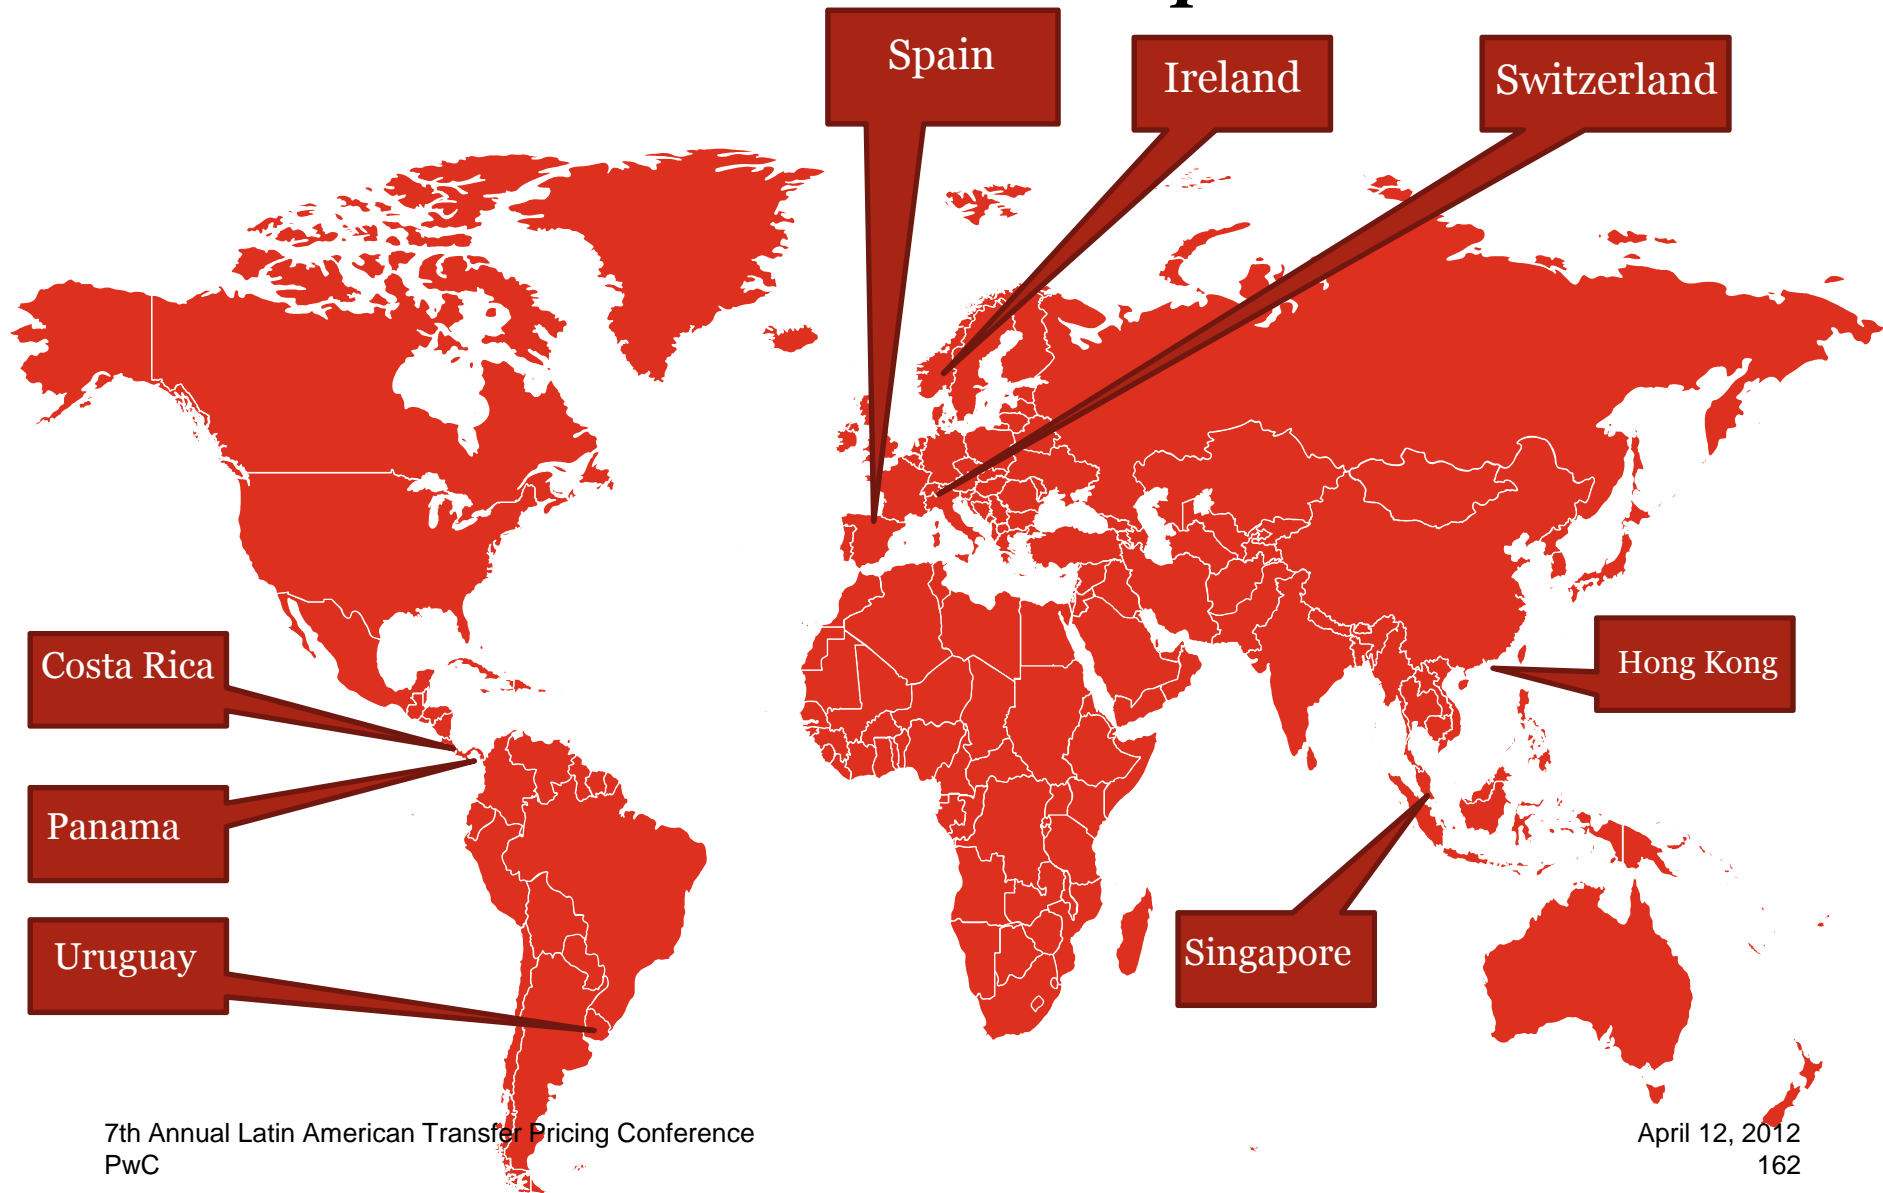 Spain
Ireland
Switzerland
Costa Rica
Hong Kong
Panama
Uruguay
Singapore
7th Annual Latin American Transfer Pricing Conference
April 12, 2012
PwC
162